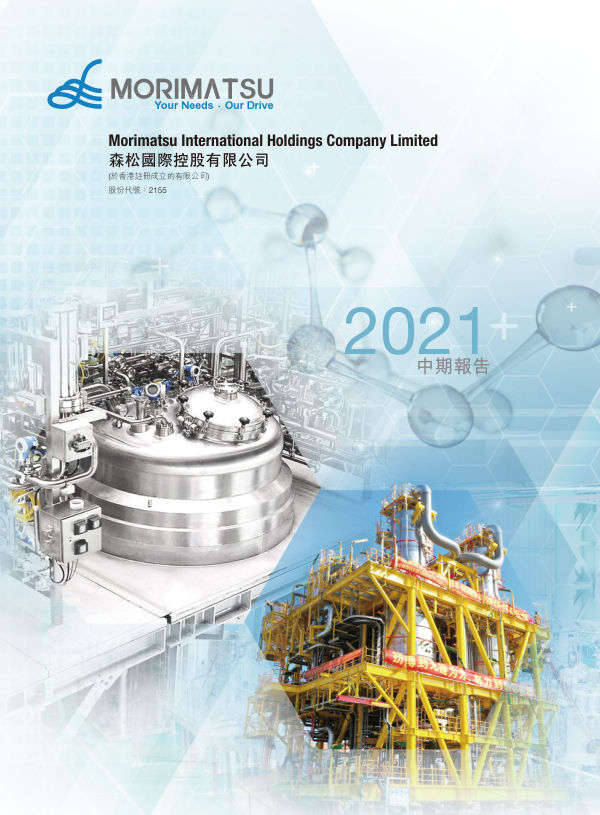 MORIMATSU
Your Needs · Our Drive
Morimatsu International Holdings Company Limited
森松國際控股有限公司
(於香港註冊成立的有限公司)
股份代號：2155
2021
中期報告